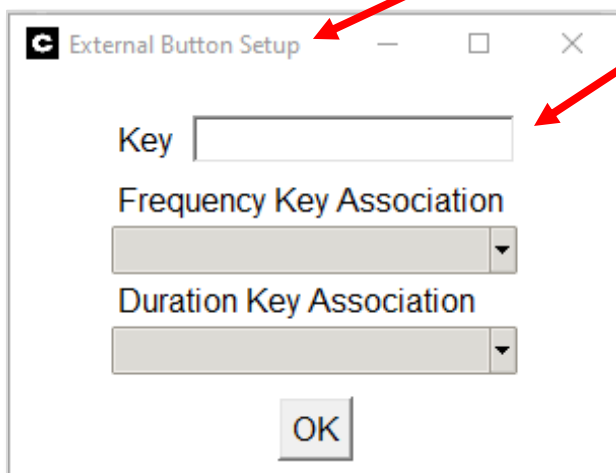 C External Button Setup
Key
Frequency Key Association
Duration Key Association
OK